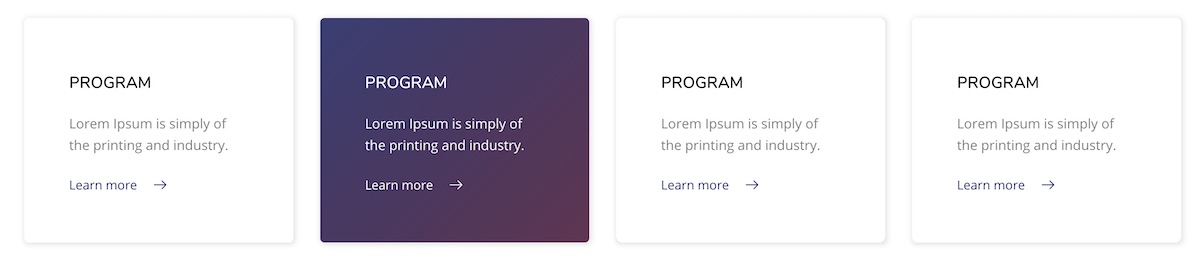 PROGRAM
Lorem Ipsum is simply of
the printing and industry.
Learn more
PROGRAM
Lorem Ipsum is simply of
the printing and industry.
Learn more
PROGRAM
Lorem Ipsum is simply of
the printing and industry.
Learn more
PROGRAM
Lorem Ipsum is simply of
the printing and industry.
Learn more